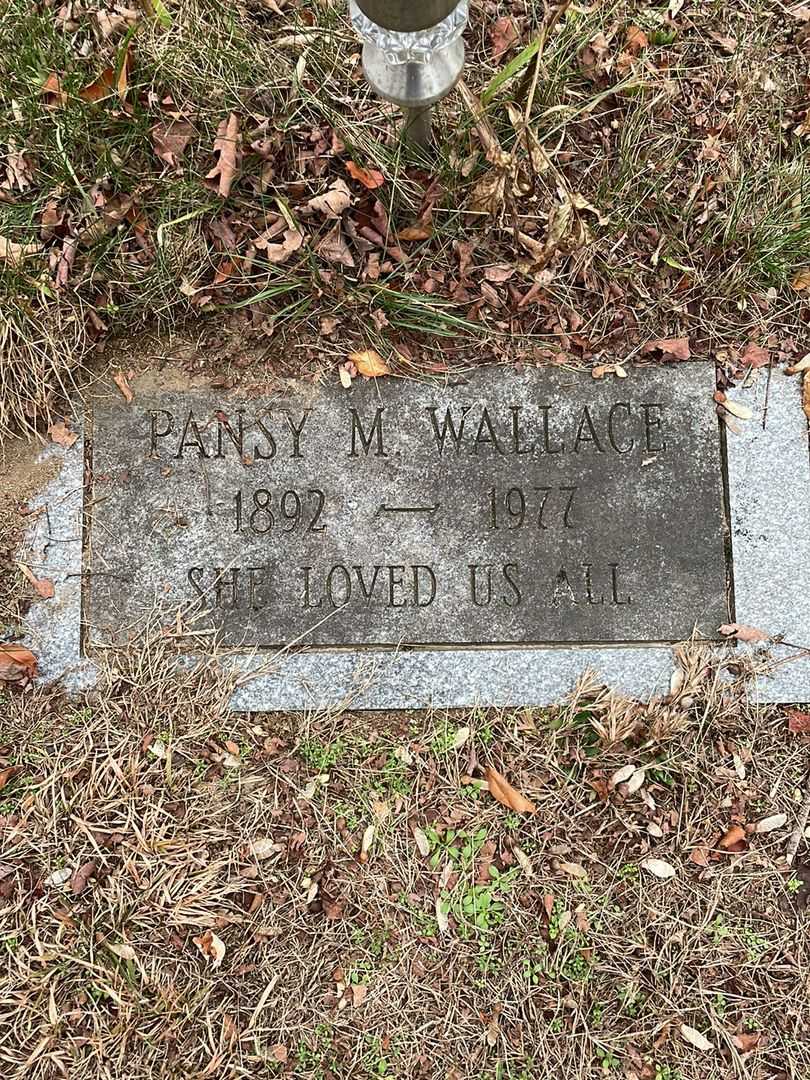 PANSY M. WALLACE
1892 — 1977
SHE LOVED US ALL